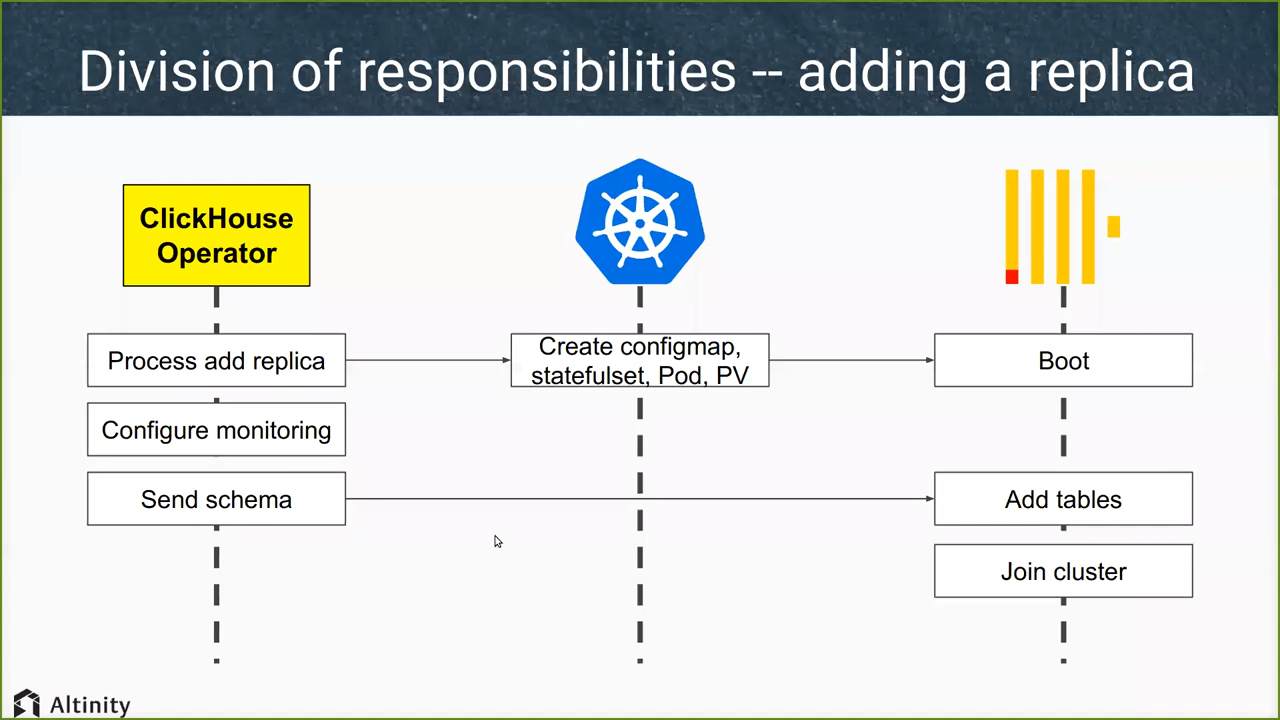 Division of responsibilities -- adding a replica
ClickHouse
Operator
Process add replica
Create configmap,
statefulset, Pod, PV
Boot
Configure monitoring
Send schema
Add tables
Join cluster
Altinity